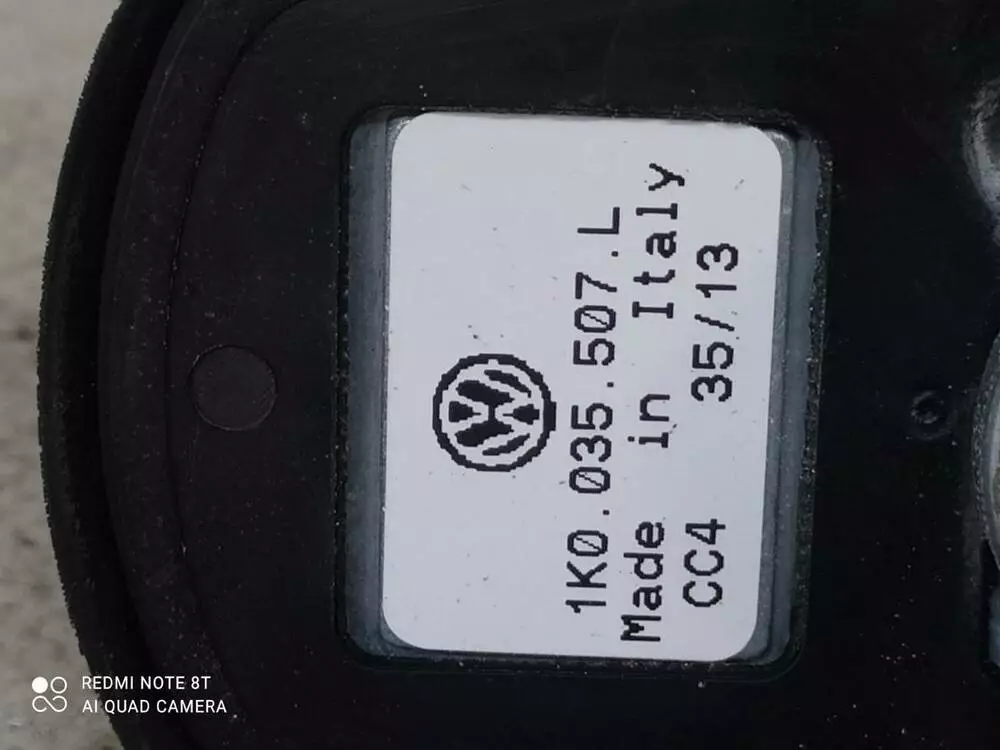 1K0.035.507.L
Made in Italy
CC4 35/13
REDMI NOTE 8T
AI QUAD CAMERA